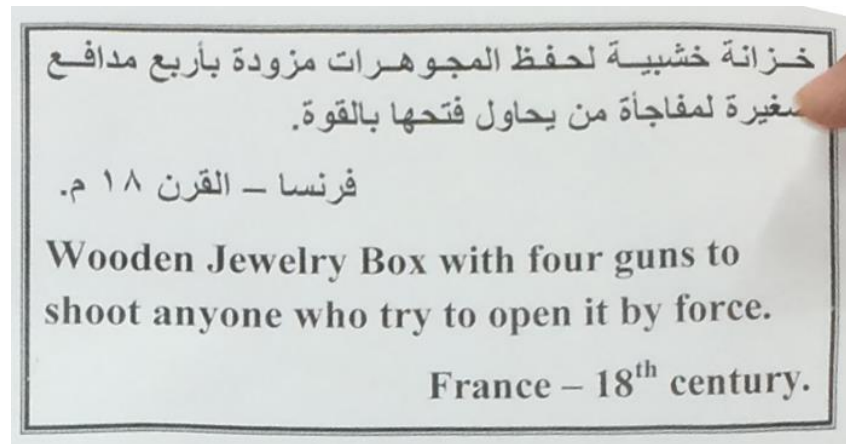 خزانة خشبية لحفظ المجوهرات مزودة بأربع مدافع
صغيرة لمفاجأة من يحاول فتحها بالقوة.
فرنسا – القرن ١٨ م.
Wooden Jewelry Box with four guns to
shoot anyone who try to open it by force.
France – 18th century.